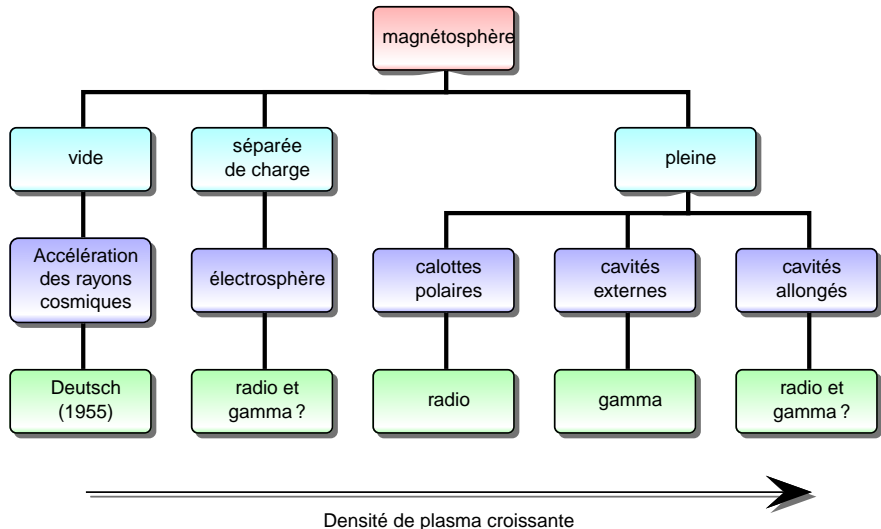 magnétosphère
vide
séparée
de charge
pleine
Accélération
des rayons
cosmiques
électrosphère
calottes
polaires
cavités
externes
cavités
allongés
Deutsch
(1955)
radio et
gamma ?
radio
gamma
radio et
gamma ?
Densité de plasma croissante